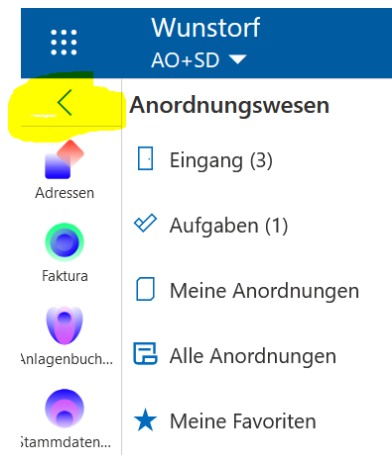 Wunstorf
AO+SD
Anordnungswesen
Eingang (3)
Adressen
Aufgaben (1)
Faktura
Meine Anordnungen
Anlagenbuch...
Alle Anordnungen
Stammdaten...
Meine Favoriten